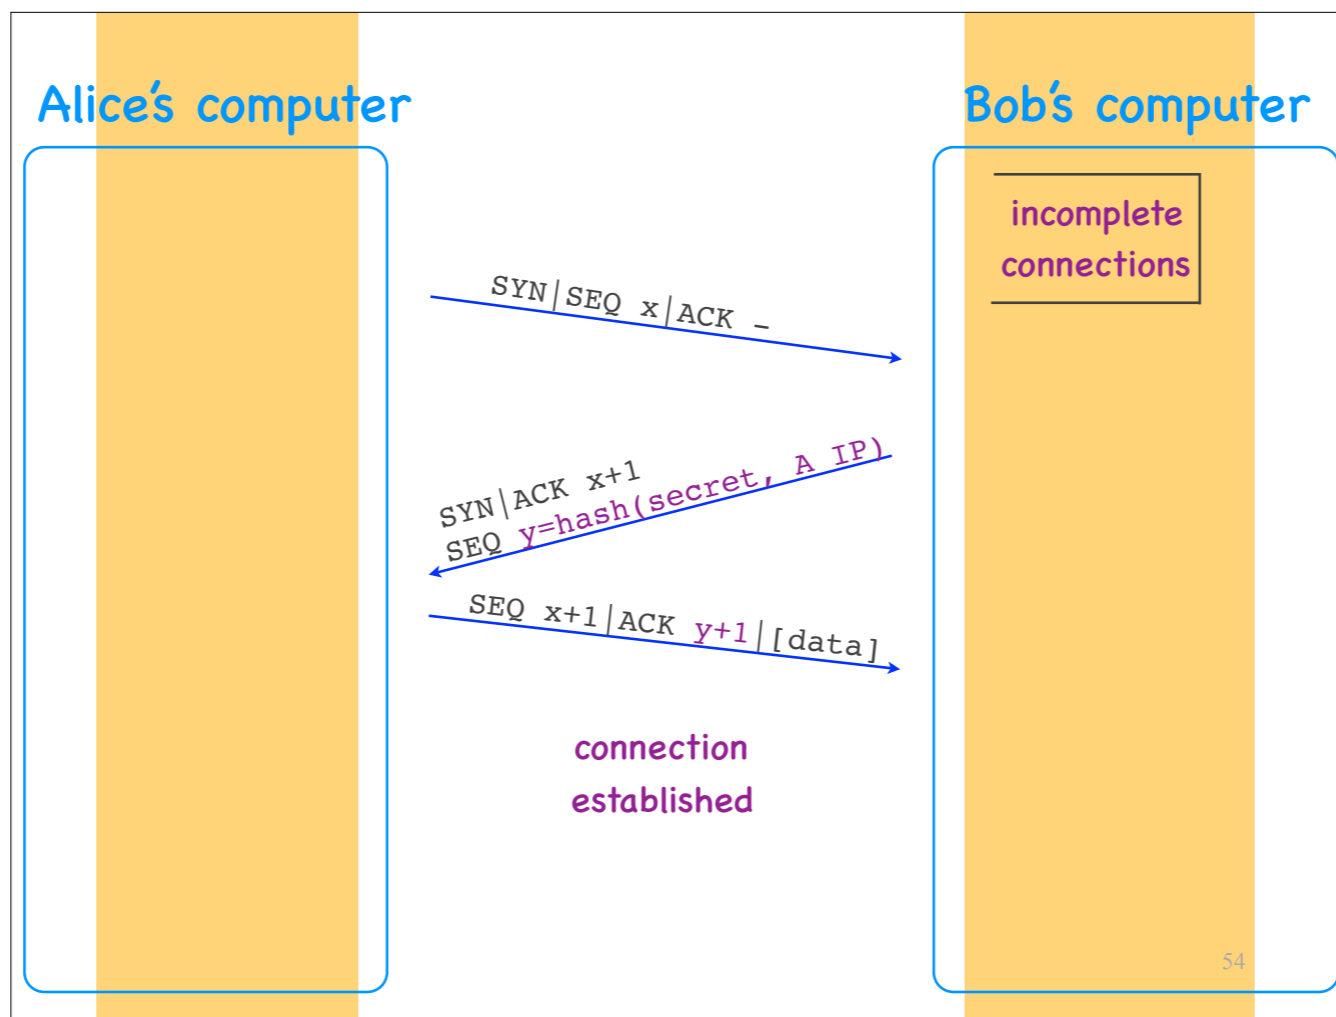 Alice's computer
Bob's computer
incomplete
connections
SYN|SEQ x|ACK -
SYN|ACK x+1
SEQ y=hash(secret, A IP)
SEQ x+1|ACK y+1|[data]
connection
established
54